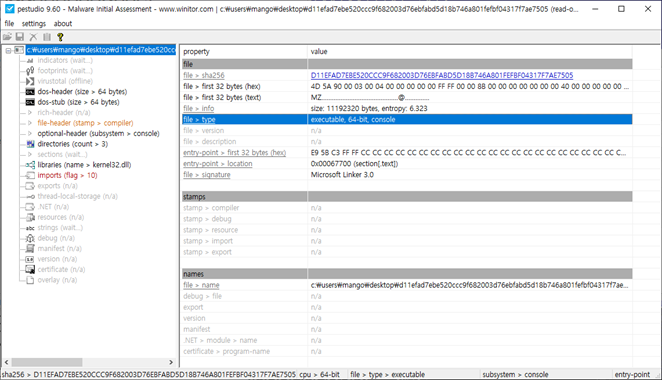 pestudio 9.60 - Malware Initial Assessment - www.winitor.com | c:₩users₩mango₩desktop₩d11efad7ebe520ccc9f682003d76ebfabd5d18b746a801fefbf04317f7ae7505 (read-o...
file settings about
c:₩users₩mango₩desktop₩d11efad7ebe520cc
indicators (wait...)
footprints (wait...)
virustotal (offline)
dos-header (size > 64 bytes)
dos-stub (size > 64 bytes)
rich-header (n/a)
file-header (stamp > compiler)
optional-header (subsystem > console)
directories (count > 3)
sections (wait...)
libraries (name > kernel32.dll)
imports (flag > 10)
exports (n/a)
thread-local-storage (n/a)
.NET (n/a)
resources (n/a)
strings (wait...)
debug (n/a)
manifest (n/a)
version (n/a)
certificate (n/a)
overlay (n/a)
property value
file
file > sha256 D11EFAD7EBE520CCC9F682003D76EBFABD5D18B746A801FEFBF04317F7AE7505
file > first 32 bytes (hex) 4D 5A 90 00 03 00 04 00 00 00 00 00 FF FF 00 00 8B 00 00 00 00 00 00 00 40 00 00 00 00 00 00 00
file > first 32 bytes (text) MZ..............................@...............
file > info size: 11192320 bytes, entropy: 6.323
file > type executable, 64-bit, console
file > version n/a
file > description n/a
entry-point > first 32 bytes (hex) E9 5B C3 FF FF CC CC CC CC CC CC CC CC CC CC CC CC CC CC CC CC CC CC CC CC CC CC CC C...
entry-point > location 0x00067700 (section[.text])
file > signature Microsoft Linker 3.0
stamps
stamp > compiler n/a
stamp > debug n/a
stamp > resource n/a
stamp > import n/a
stamp > export n/a
names
file > name c:₩users₩mango₩desktop₩d11efad7ebe520ccc9f682003d76ebfabd5d18b746a801fefbf04317f7ae...
debug > file n/a
export n/a
version n/a
manifest n/a
.NET > module > name n/a
certificate > program-name n/a
sha256 > D11EFAD7EBE520CCC9F682003D76EBFABD5D18B746A801FEFBF04317F7AE7505 cpu > 64-bit file > type > executable subsystem > console entry-point